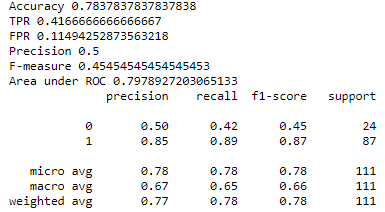 Accuracy 0.7837837837837838
TPR 0.4166666666666667
FPR 0.11494252873563218
Precision 0.5
F-measure 0.45454545454545453
Area under ROC 0.7978927203065133
precision recall f1-score support
0 0.50 0.42 0.45 24
1 0.85 0.89 0.87 87
micro avg 0.78 0.78 0.78 111
macro avg 0.67 0.65 0.66 111
weighted avg 0.77 0.78 0.78 111